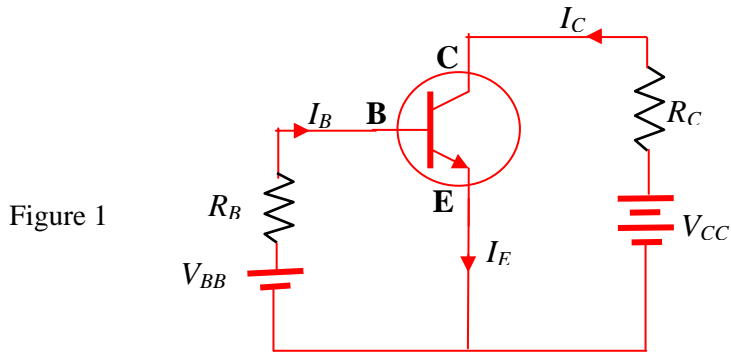 I_C
C
I_B
B
R_C
R_B
E
Figure 1
V_CC
I_E
V_BB